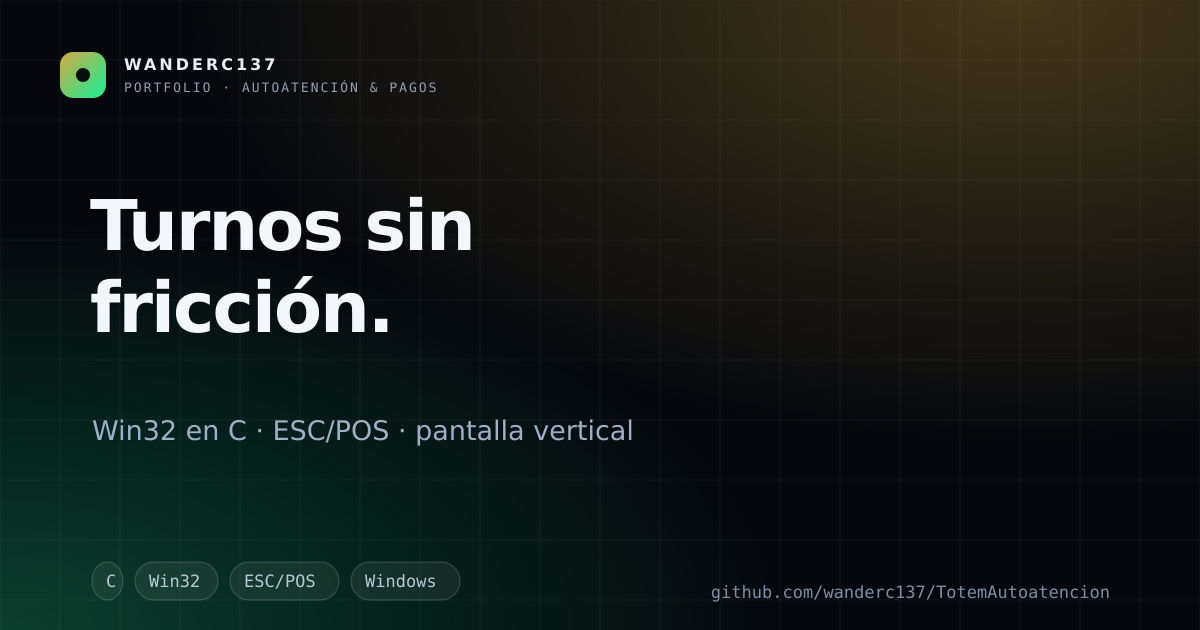 WANDERC137
PORTFOLIO · AUTOATENCIÓN & PAGOS
Turnos sin
fricción.
Win32 en C · ESC/POS · pantalla vertical
C Win32 ESC/POS Windows
github.com/wanderc137/TotemAutoatencion